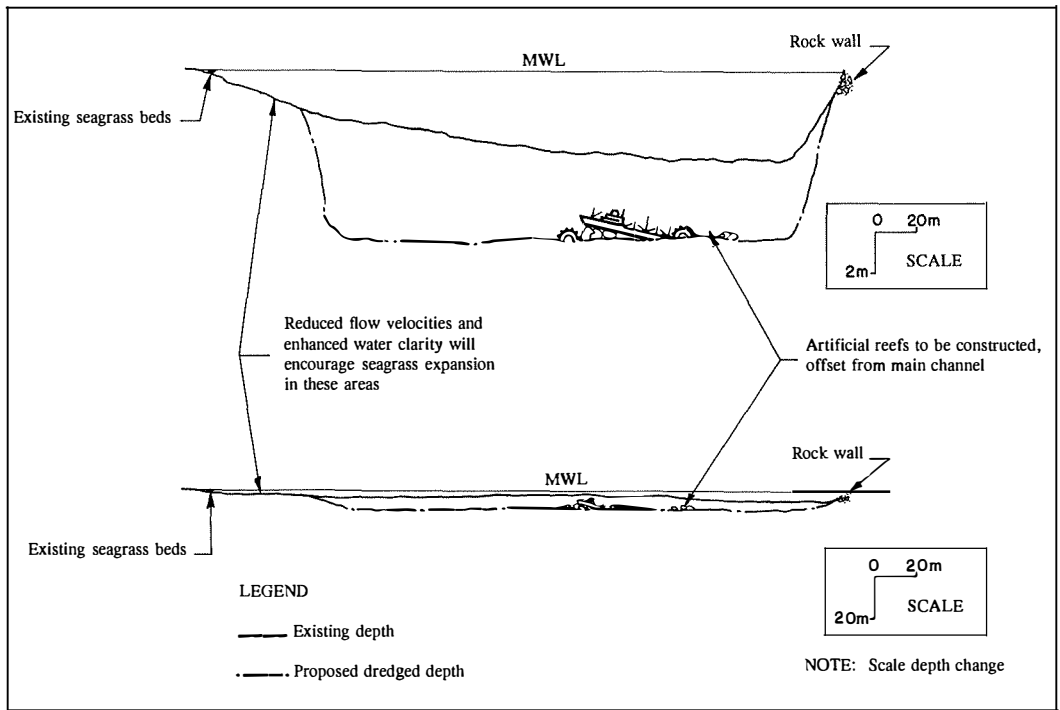 Rock wall
MWL
Existing seagrass beds
0 20m
2m
SCALE
Reduced flow velocities and
enhanced water clarity will
encourage seagrass expansion
in these areas
Artificial reefs to be constructed,
offset from main channel
Rock wall
MWL
Existing seagrass beds
0 20m
20m
SCALE
LEGEND
Existing depth
Proposed dredged depth
NOTE: Scale depth change